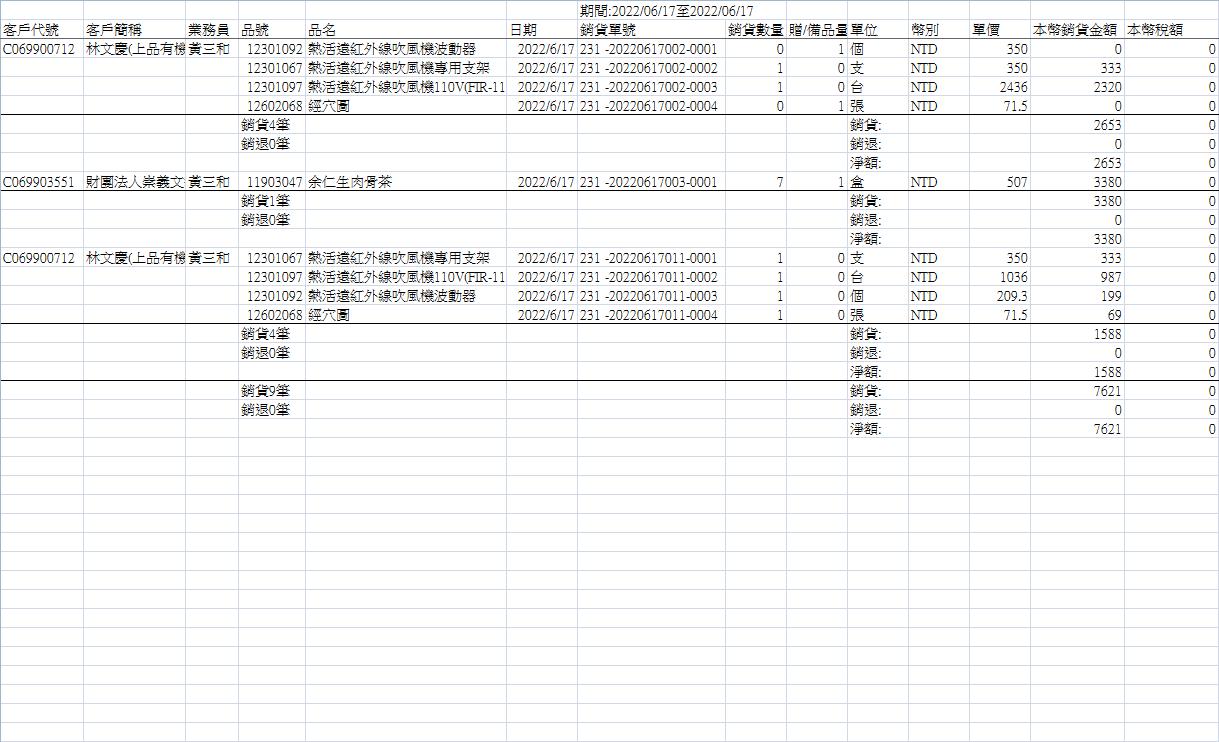 期間:2022/06/17至2022/06/17
客戶代號 客戶簡稱 業務員 品號 品名 日期 銷貨單號 銷貨數量 贈/備品量 單位 幣別 單價 本幣銷貨金額 本幣稅額
C069900712 林文慶(上品有機 黃三和 12301092 熱活遠紅外線吹風機波動器 2022/6/17 231 -20220617002-0001 0 1 個 NTD 350 0 0
12301067 熱活遠紅外線吹風機專用支架 2022/6/17 231 -20220617002-0002 1 0 支 NTD 350 333 0
12301097 熱活遠紅外線吹風機110V(FIR-11 2022/6/17 231 -20220617002-0003 1 0 台 NTD 2436 2320 0
12602068 經穴圖 2022/6/17 231 -20220617002-0004 0 1 張 NTD 71.5 0 0
銷貨4筆 銷貨: 2653 0
銷退0筆 銷退: 0 0
淨額: 2653 0
C069903551 財團法人崇義文 黃三和 11903047 余仁生肉骨茶 2022/6/17 231 -20220617003-0001 7 1 盒 NTD 507 3380 0
銷貨1筆 銷貨: 3380 0
銷退0筆 銷退: 0 0
淨額: 3380 0
C069900712 林文慶(上品有機 黃三和 12301067 熱活遠紅外線吹風機專用支架 2022/6/17 231 -20220617011-0001 1 0 支 NTD 350 333 0
12301097 熱活遠紅外線吹風機110V(FIR-11 2022/6/17 231 -20220617011-0002 1 0 台 NTD 1036 987 0
12301092 熱活遠紅外線吹風機波動器 2022/6/17 231 -20220617011-0003 1 0 個 NTD 209.3 199 0
12602068 經穴圖 2022/6/17 231 -20220617011-0004 1 0 張 NTD 71.5 69 0
銷貨4筆 銷貨: 1588 0
銷退0筆 銷退: 0 0
淨額: 1588 0
銷貨9筆 銷貨: 7621 0
銷退0筆 銷退: 0 0
淨額: 7621 0